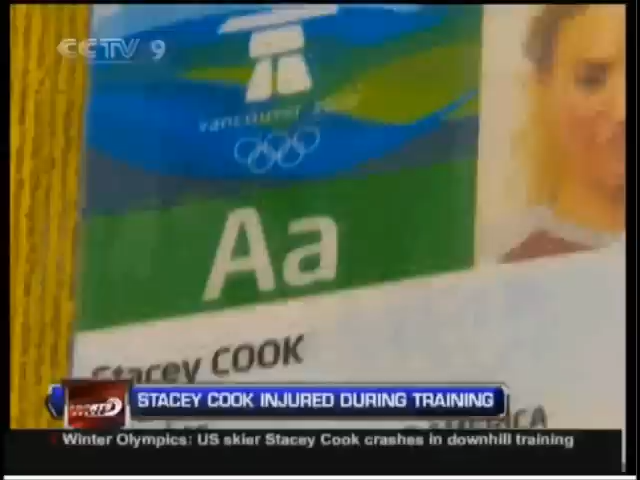 CCTV 9
vancouver
Aa
Stacey COOK
AMERICA
STACEY COOK INJURED DURING TRAINING
Winter Olympics: US skier Stacey Cook crashes in downhill training